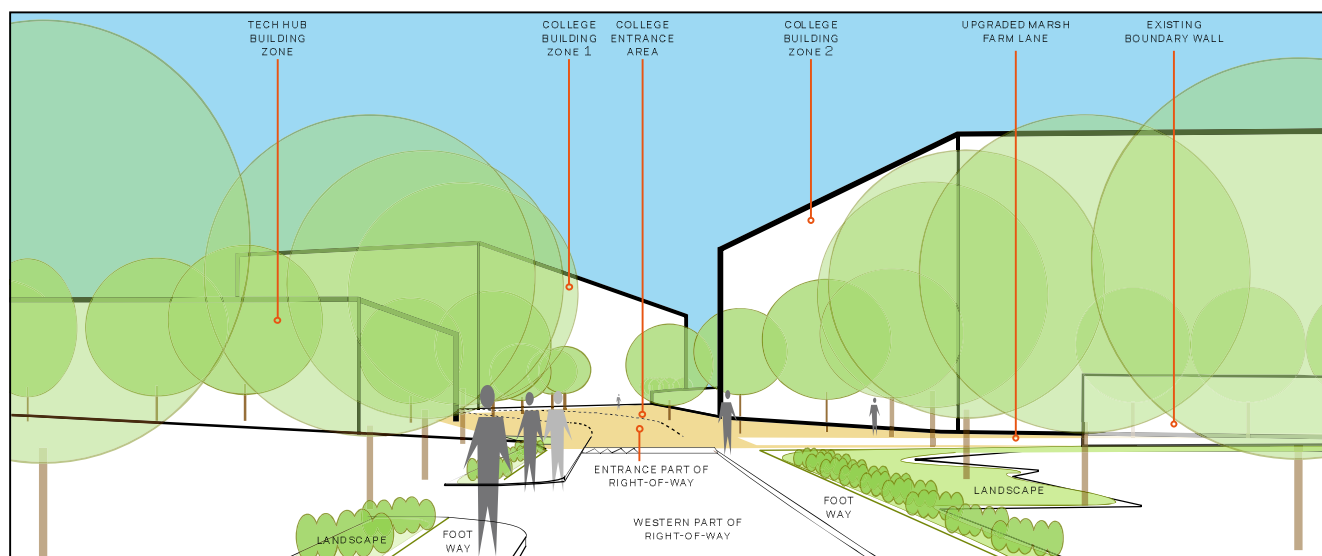 TECH HUB
BUILDING
ZONE
COLLEGE
BUILDING
ZONE 1
COLLEGE
ENTRANCE
AREA
COLLEGE
BUILDING
ZONE 2
UPGRADED MARSH
FARM LANE
EXISTING
BOUNDARY WALL
ENTRANCE PART OF
RIGHT-OF-WAY
WESTERN PART OF
RIGHT-OF-WAY
FOOT
WAY
LANDSCAPE
LANDSCAPE
FOOT
WAY